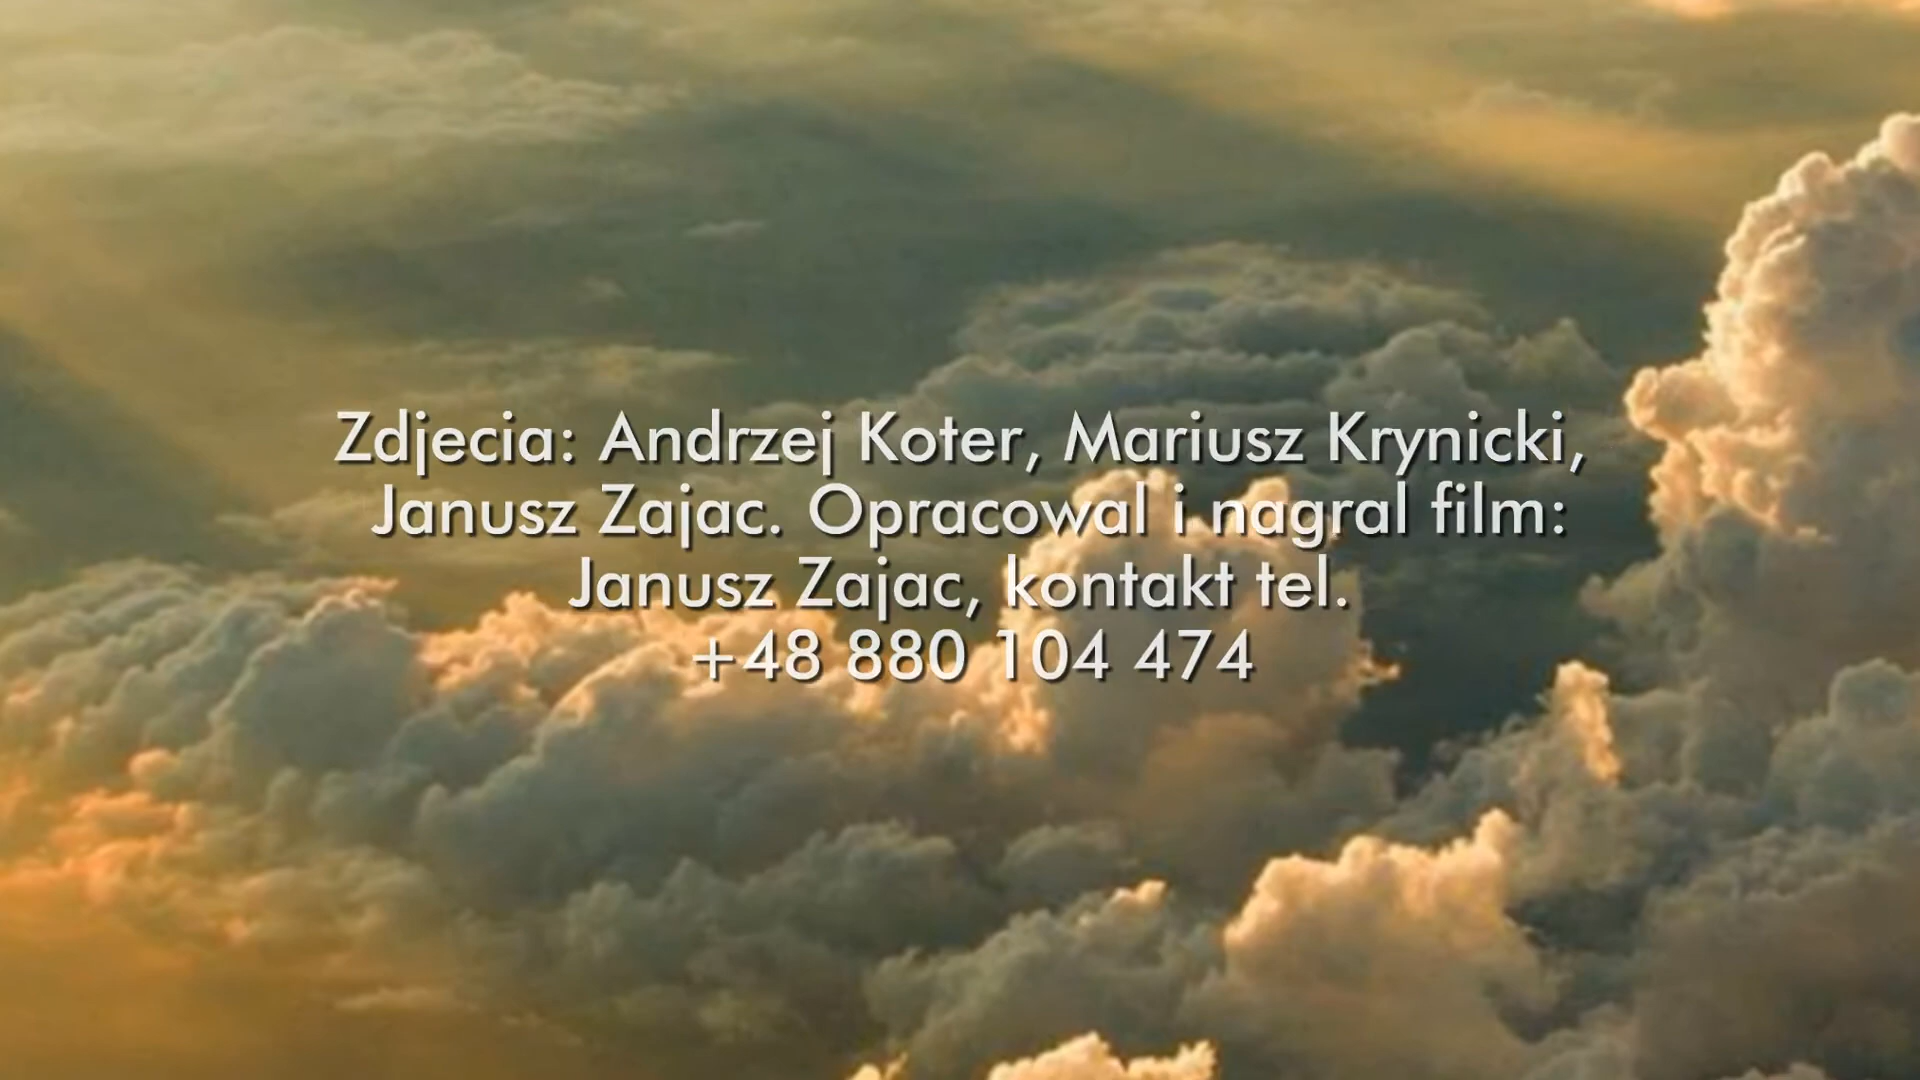 Zdjecia: Andrzej Koter, Mariusz Krynicki,
Janusz Zajac. Opracowal i nagral film:
Janusz Zajac, kontakt tel.
+48 880 104 474